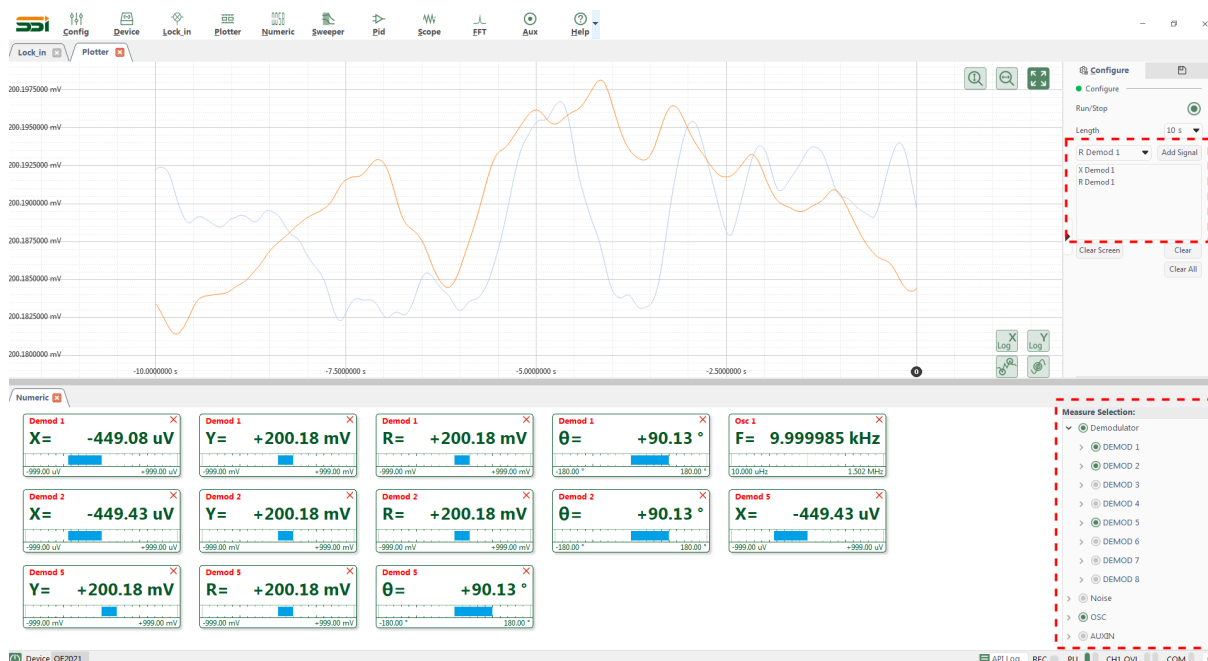 SSI
Config Device Lock_in Plotter Numeric Sweeper Pid Scope FFT Aux Help
Lock_in Plotter
Configure
Configure
Run/Stop
Length 10 s
R Demod 1 Add Signal
X Demod 1
R Demod 1
Clear Screen Clear
Clear All
200.1975000 mV
200.1950000 mV
200.1925000 mV
200.1900000 mV
200.1875000 mV
200.1850000 mV
200.1825000 mV
200.1800000 mV
-10.0000000 s -7.5000000 s -5.0000000 s -2.5000000 s 0
X Log Y Log
Numeric
Demod 1 Demod 1 Demod 1 Demod 1 Osc 1
X= -449.08 uV Y= +200.18 mV R= +200.18 mV θ= +90.13 ° F= 9.999985 kHz
-999.00 uV +999.00 uV -999.00 mV +999.00 mV -999.00 mV +999.00 mV -180.00 ° 180.00 ° 10.000 uHz 1.502 MHz
Demod 2 Demod 2 Demod 2 Demod 2 Demod 5
X= -449.43 uV Y= +200.18 mV R= +200.18 mV θ= +90.13 ° X= -449.43 uV
-999.00 uV +999.00 uV -999.00 mV +999.00 mV -999.00 mV +999.00 mV -180.00 ° 180.00 ° -999.00 uV +999.00 uV
Demod 5 Demod 5 Demod 5
Y= +200.18 mV R= +200.18 mV θ= +90.13 °
-999.00 mV +999.00 mV -999.00 mV +999.00 mV -180.00 ° 180.00 °
Measure Selection:
Demodulator
DEMOD 1
DEMOD 2
DEMOD 3
DEMOD 4
DEMOD 5
DEMOD 6
DEMOD 7
DEMOD 8
Noise
OSC
AUXIN
Device OE2021 API Log REC PLL CH1 OVL COM